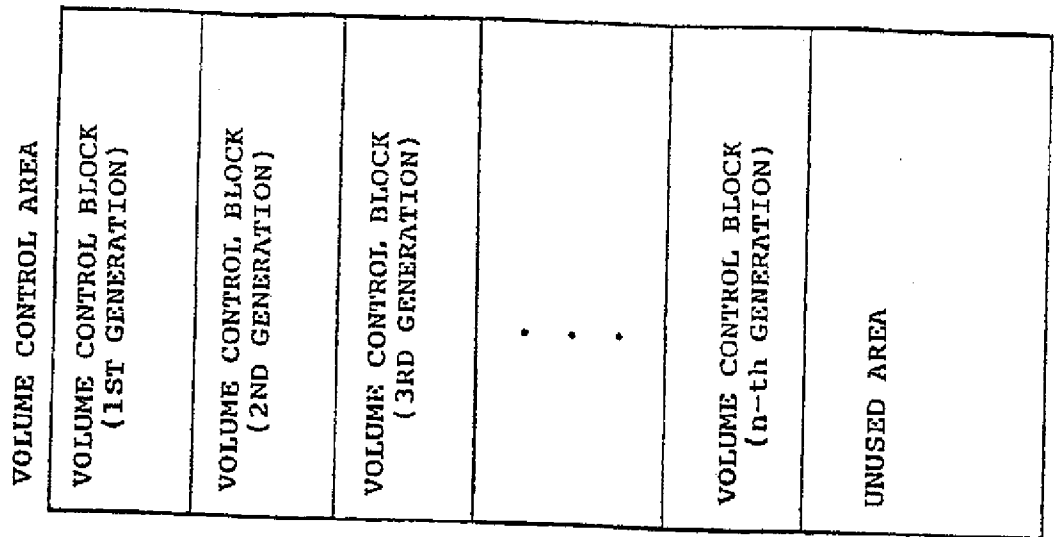 VOLUME CONTROL AREA
VOLUME CONTROL BLOCK
(1ST GENERATION)
VOLUME CONTROL BLOCK
(2ND GENERATION)
VOLUME CONTROL BLOCK
(3RD GENERATION)
. . .
VOLUME CONTROL BLOCK
(n-th GENERATION)
UNUSED AREA